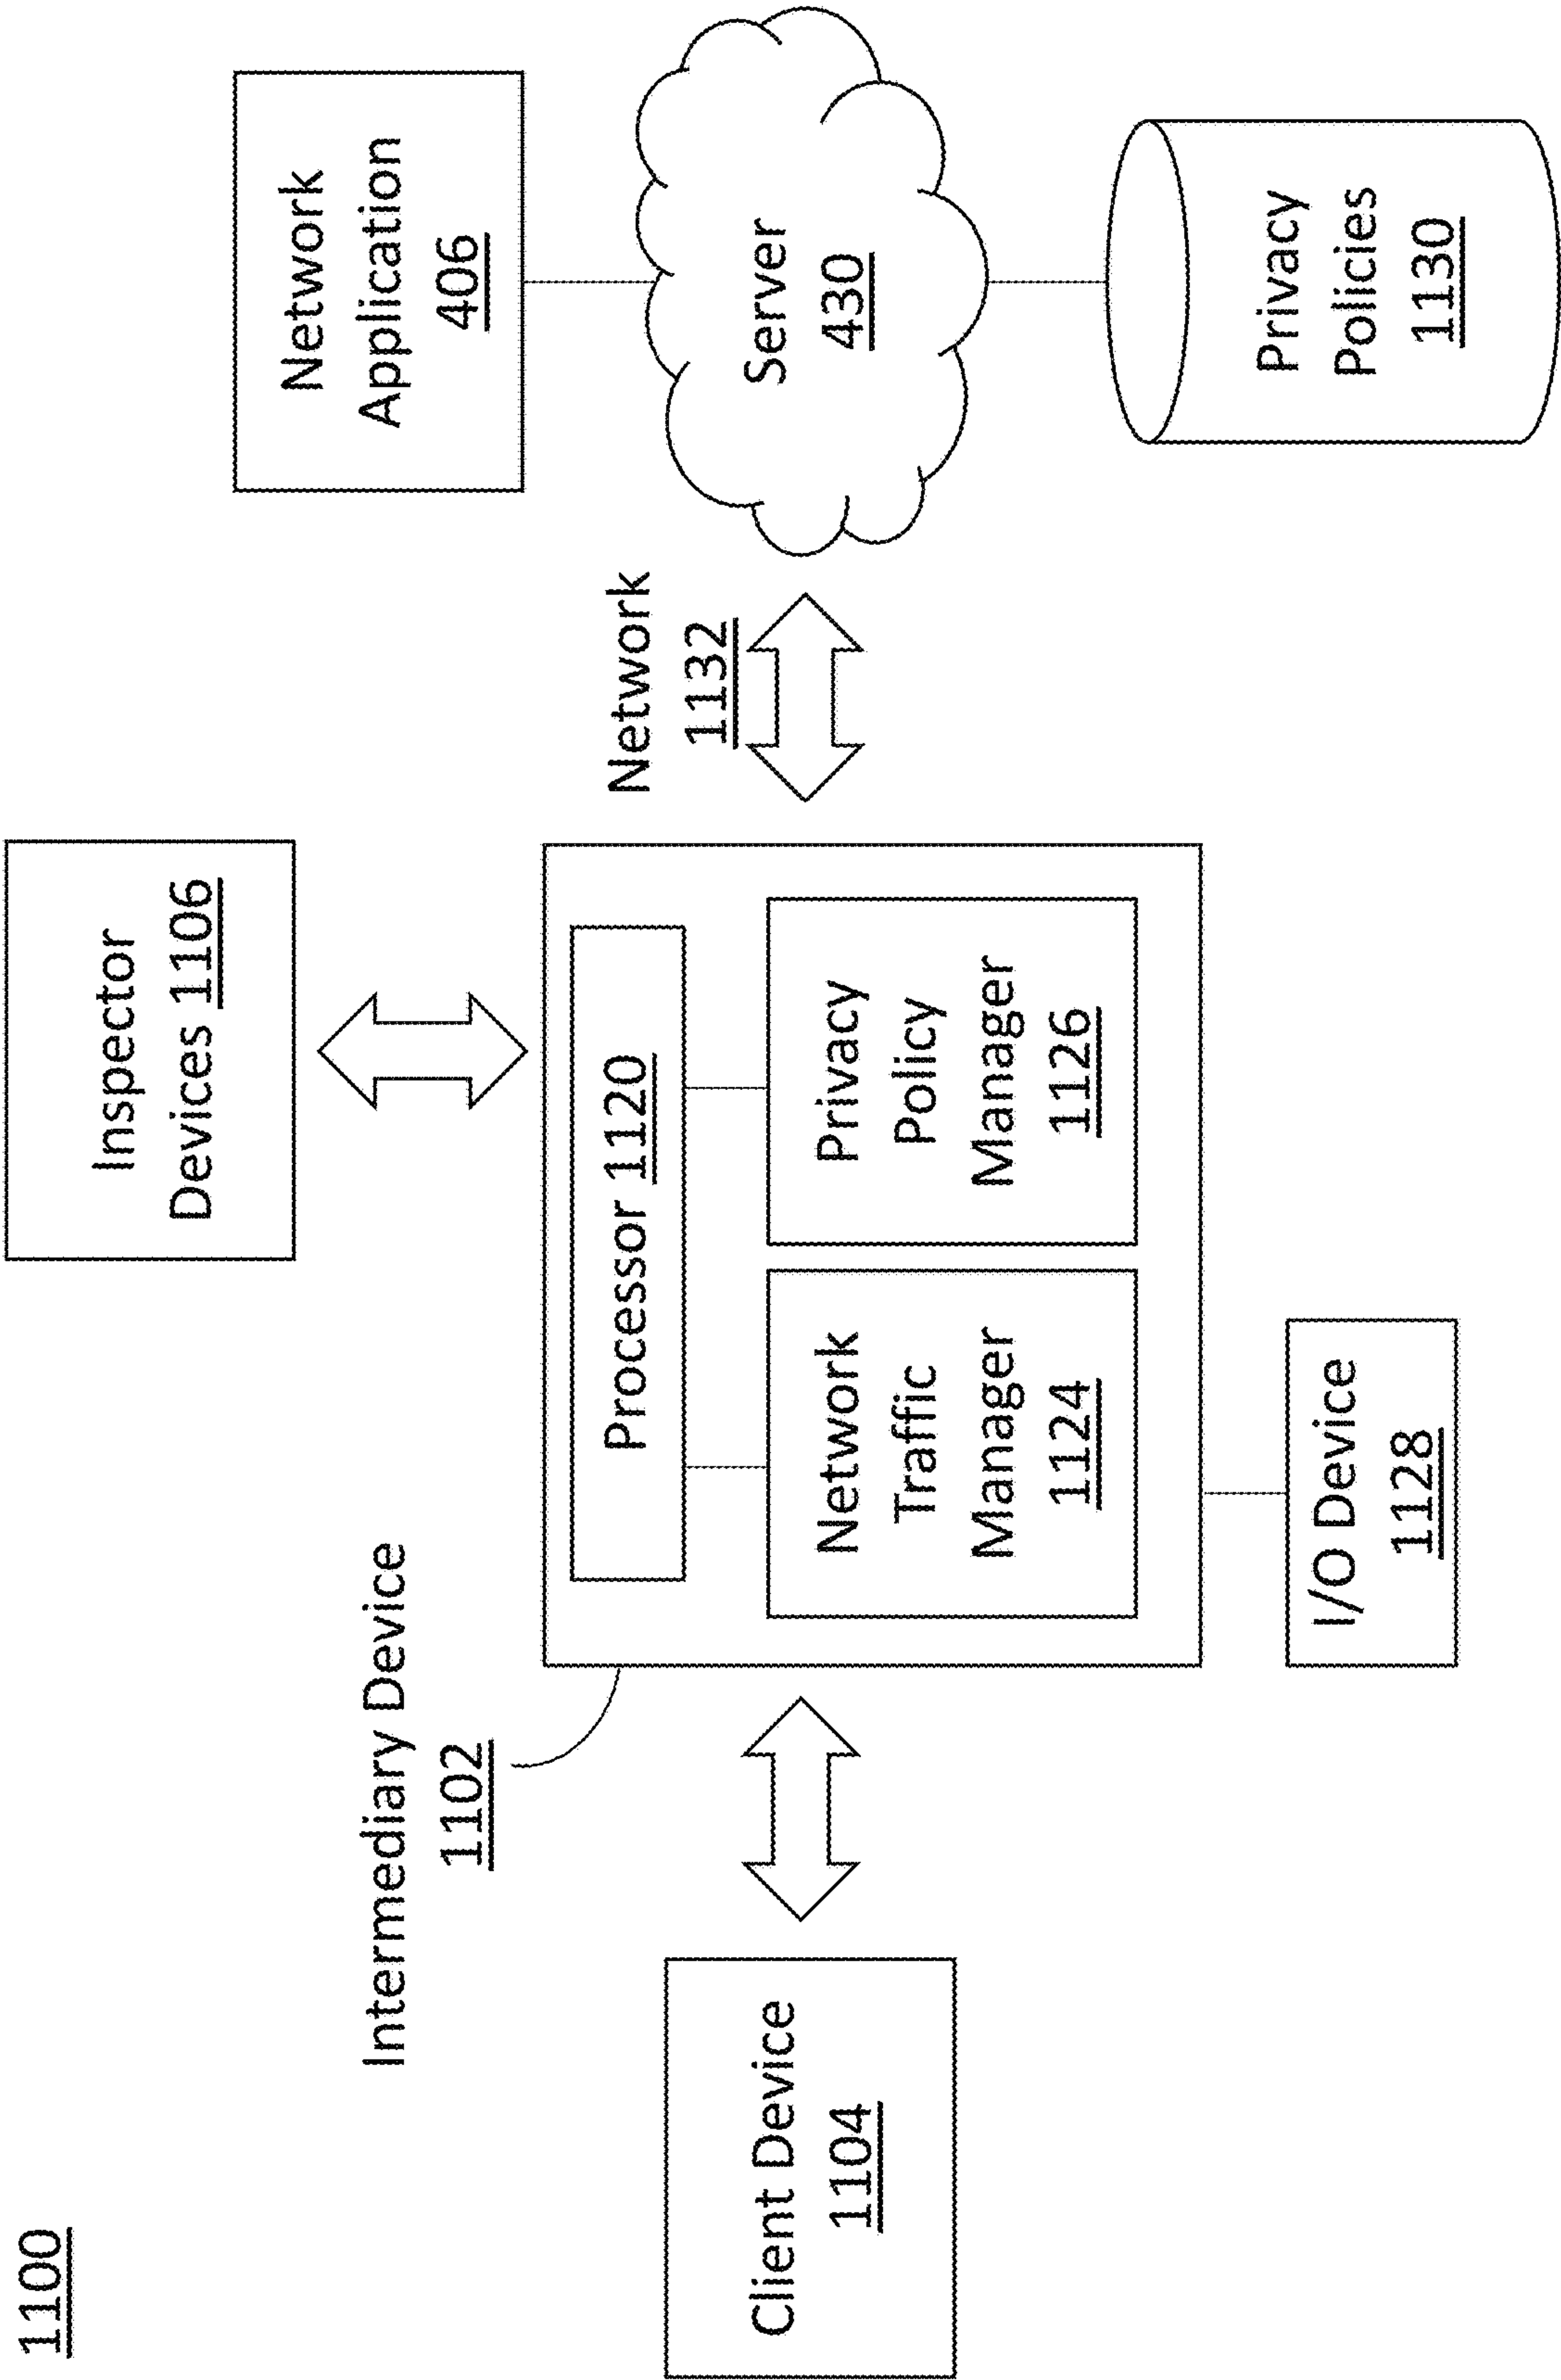 1100
Inspector
Devices 1106
Network
Application
406
Intermediary Device
1102
Network
1132
Processor 1120
Client Device
1104
Network
Traffic
Manager
1124
Privacy
Policy
Manager
1126
Server
430
I/O Device
1128
Privacy
Policies
1130